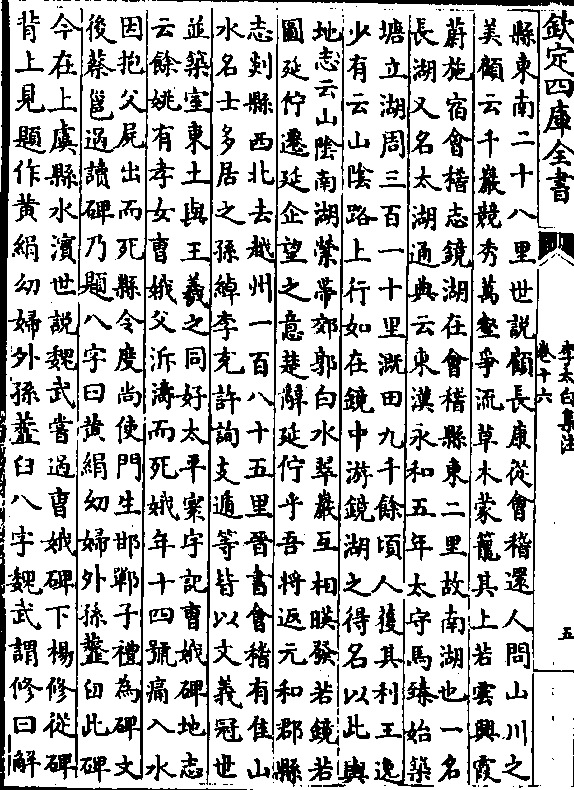 欽定四庫全書
李太白集注
卷十六
五
縣東南二十八里世說顧長康從會稽還人問山川之
美顧云千巖競秀萬壑爭流草木蒙籠其上若雲興霞
蔚施宿會稽志鏡湖在會稽縣東二里故南湖也一名
長湖又名太湖通典云東漢永和五年太守馬臻始築
塘立湖周三百一十里溉田九千餘頃人獲其利王逸
少有云山陰路上行如在鏡中游鏡湖之得名以此輿
地志云山陰南湖縈帶郊郭白水翠巖互相暎發若鏡若
圖延佇遷延企望之意楚辭延佇乎吾將返元和郡縣
志剡縣西北去越州一百八十五里晉書會稽有佳山
水名士多居之孫綽李充許詢支遁等皆以文義冠世
並築室東土與王羲之同好太平寰宇記曹娥碑地志
云餘姚有孝女曹娥父泝濤而死娥年十四號痛入水
因抱父屍出而死縣令度尚使門生邯鄲子禮為碑文
後蔡邕過讀碑乃題八字曰黃絹幼婦外孫虀臼此碑
今在上虞縣水濱世說魏武嘗過曹娥碑下楊修從碑
背上見題作黃絹幼婦外孫虀臼八字魏武謂修曰解